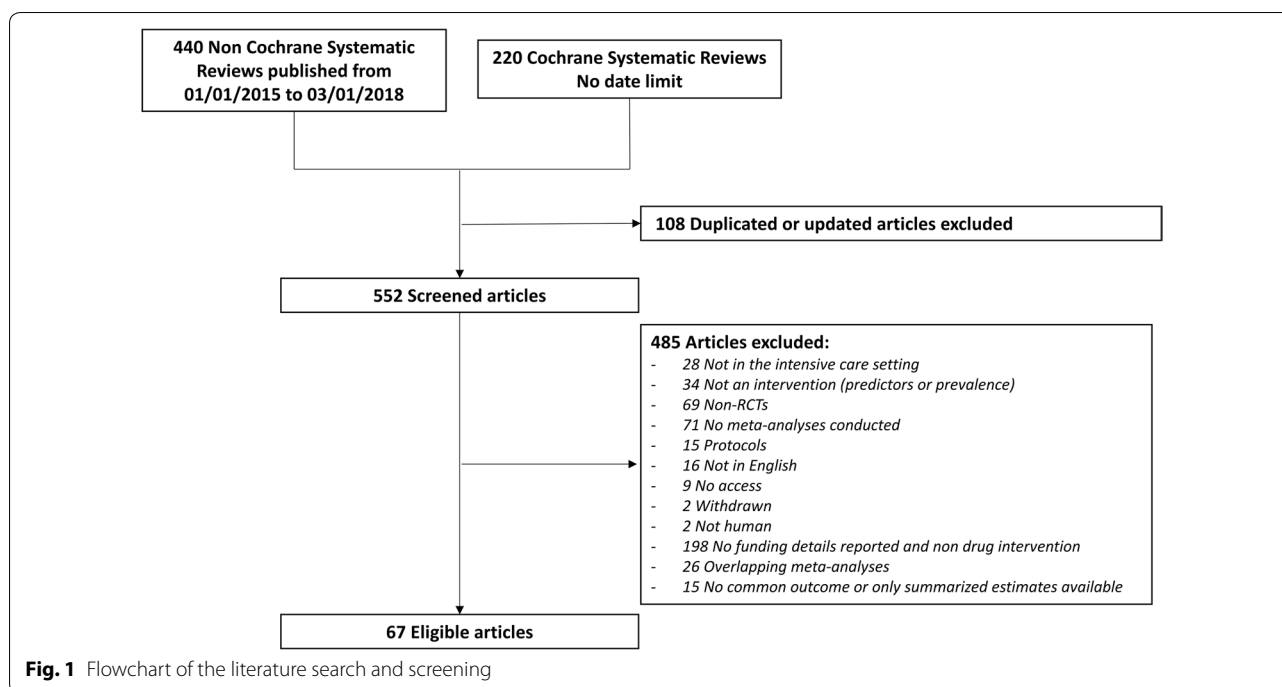 440 Non Cochrane Systematic
Reviews published from
01/01/2015 to 03/01/2018
220 Cochrane Systematic Reviews
No date limit
108 Duplicated or updated articles excluded
552 Screened articles
485 Articles excluded:
- 28 Not in the intensive care setting
- 34 Not an intervention (predictors or prevalence)
- 69 Non-RCTs
- 71 No meta-analyses conducted
- 15 Protocols
- 16 Not in English
- 9 No access
- 2 Withdrawn
- 2 Not human
- 198 No funding details reported and non drug intervention
- 26 Overlapping meta-analyses
- 15 No common outcome or only summarized estimates available
67 Eligible articles
Fig. 1 Flowchart of the literature search and screening